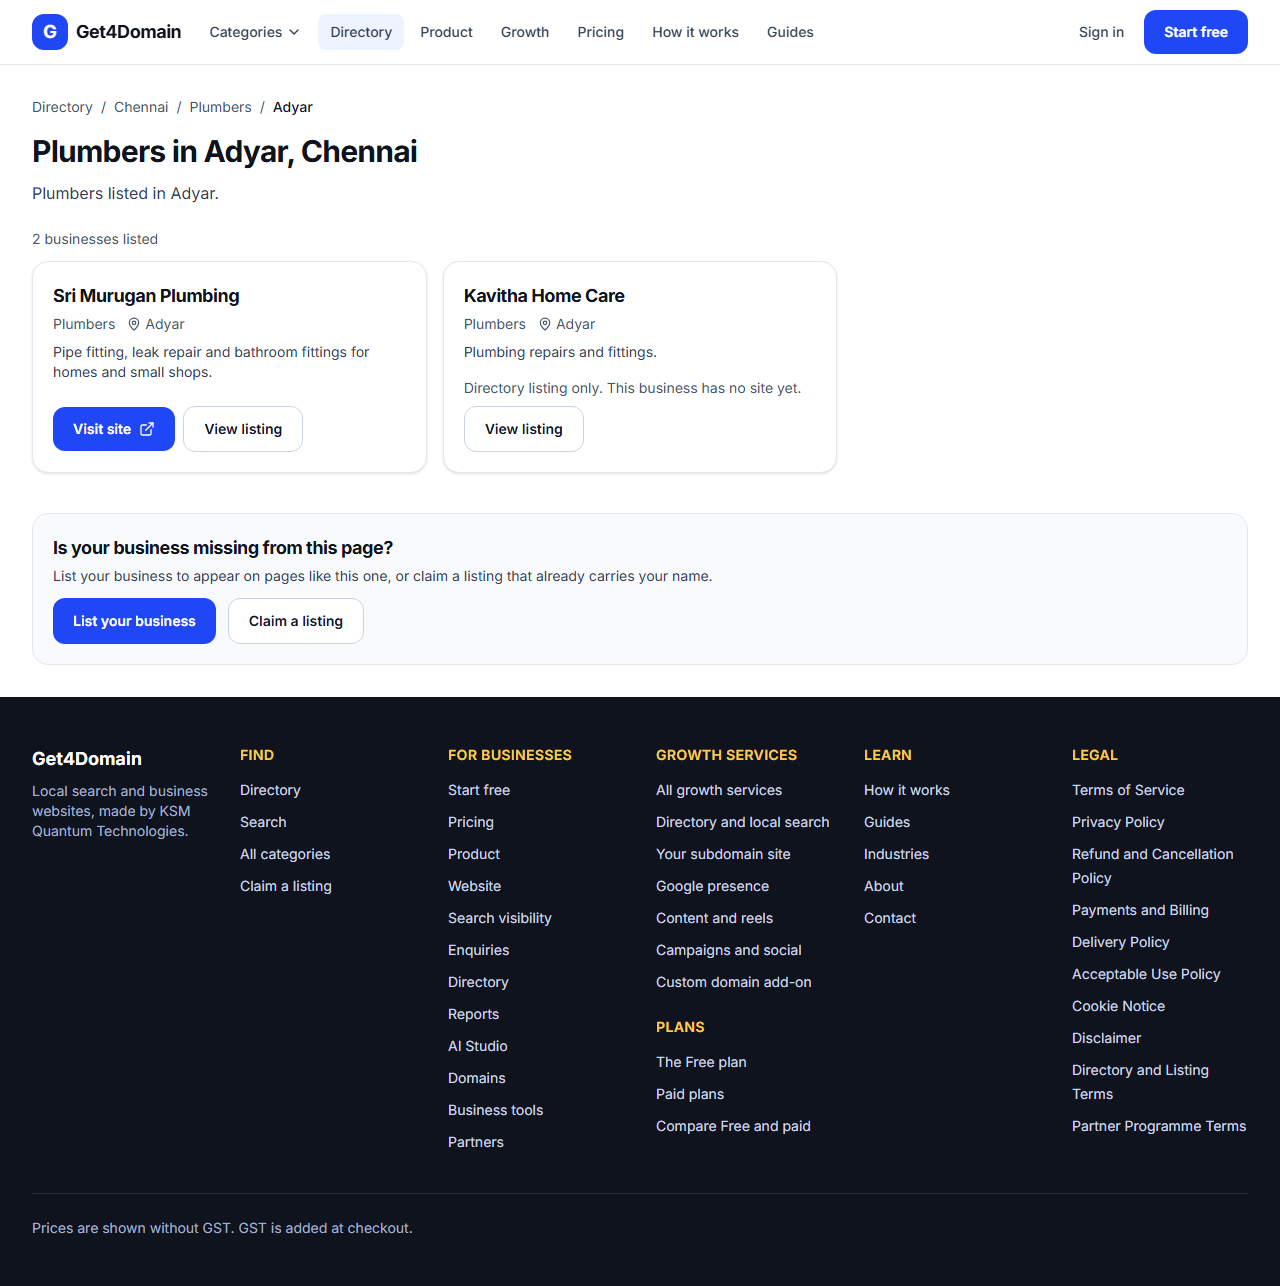 G Get4Domain Categories Directory Product Growth Pricing How it works Guides Sign in Start free
Directory / Chennai / Plumbers / Adyar
Plumbers in Adyar, Chennai
Plumbers listed in Adyar.
2 businesses listed
Sri Murugan Plumbing
Plumbers Adyar
Pipe fitting, leak repair and bathroom fittings for
homes and small shops.
Visit site View listing
Kavitha Home Care
Plumbers Adyar
Plumbing repairs and fittings.
Directory listing only. This business has no site yet.
View listing
Is your business missing from this page?
List your business to appear on pages like this one, or claim a listing that already carries your name.
List your business Claim a listing
Get4Domain
Local search and business
websites, made by KSM
Quantum Technologies.
FIND
Directory
Search
All categories
Claim a listing
FOR BUSINESSES
Start free
Pricing
Product
Website
Search visibility
Enquiries
Directory
Reports
AI Studio
Domains
Business tools
Partners
GROWTH SERVICES
All growth services
Directory and local search
Your subdomain site
Google presence
Content and reels
Campaigns and social
Custom domain add-on
PLANS
The Free plan
Paid plans
Compare Free and paid
LEARN
How it works
Guides
Industries
About
Contact
LEGAL
Terms of Service
Privacy Policy
Refund and Cancellation
Policy
Payments and Billing
Delivery Policy
Acceptable Use Policy
Cookie Notice
Disclaimer
Directory and Listing
Terms
Partner Programme Terms
Prices are shown without GST. GST is added at checkout.